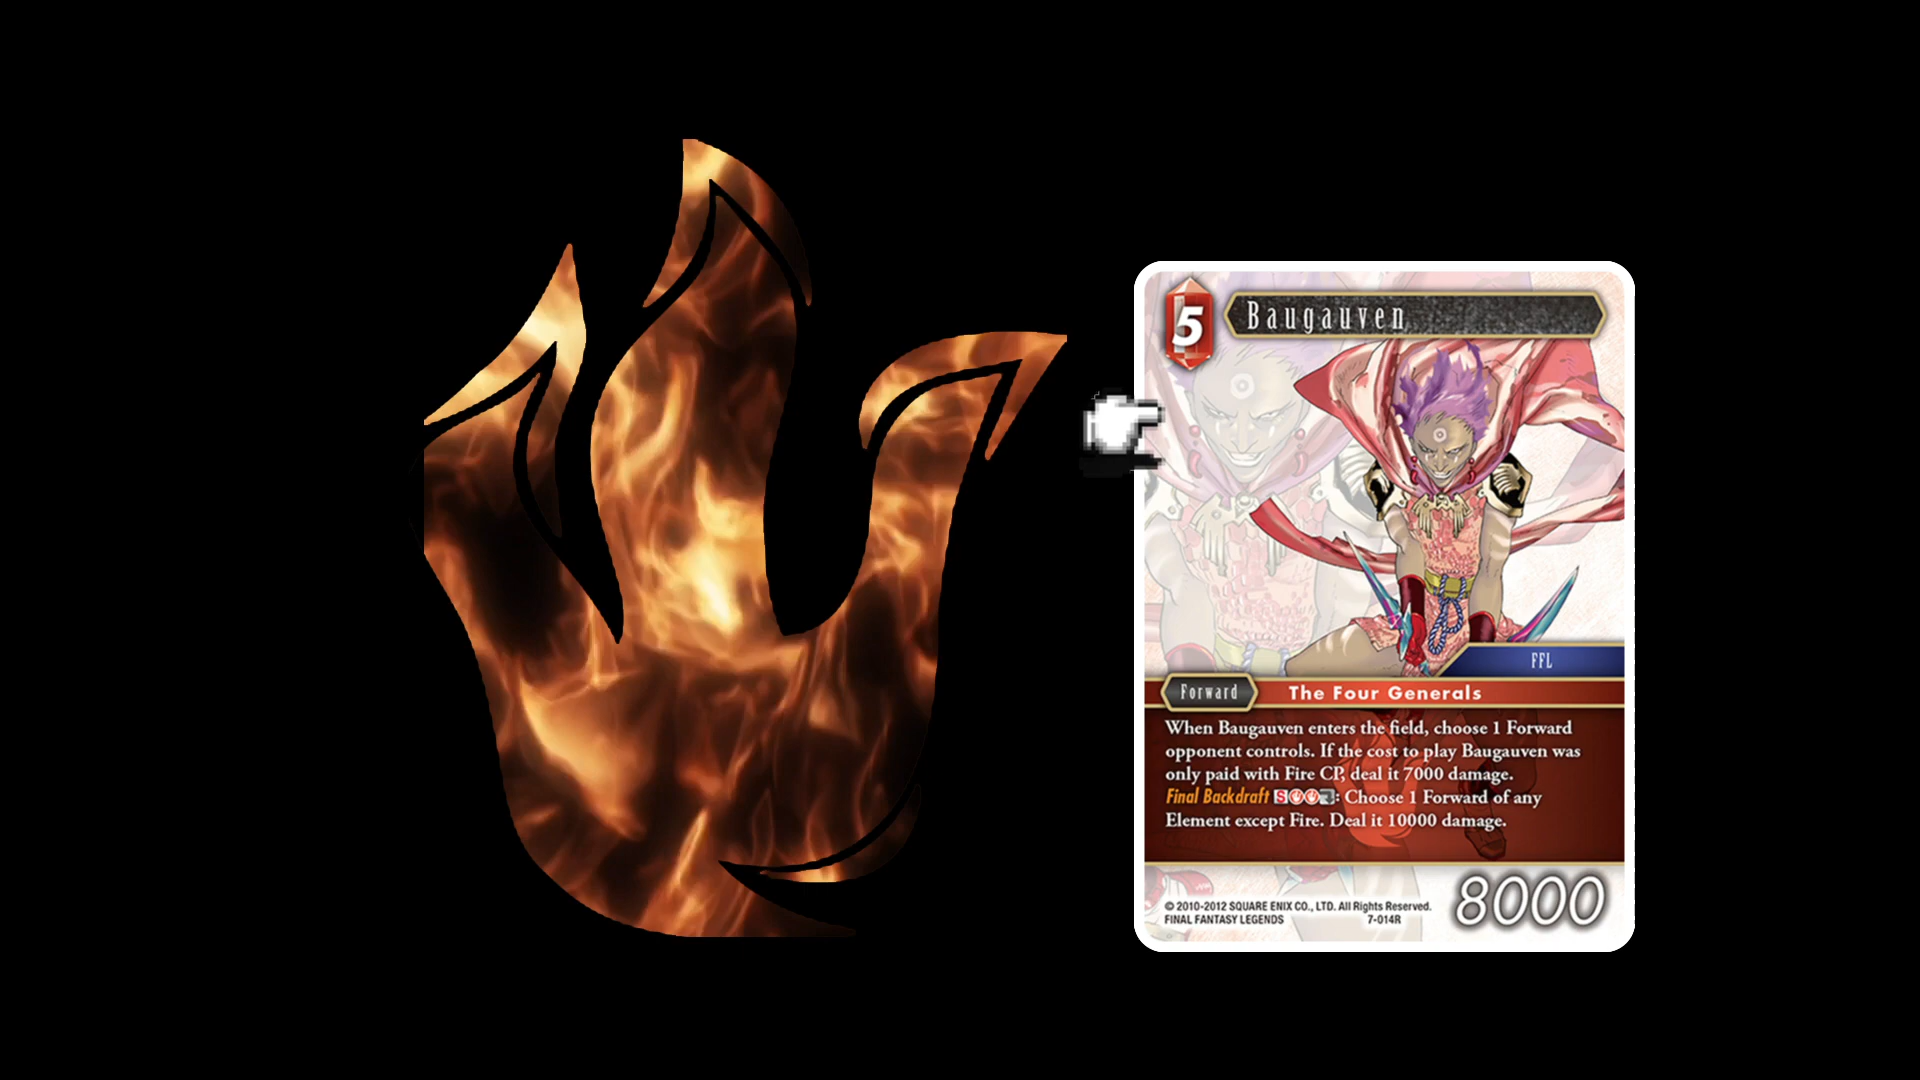 5
Baugauven
FFL
Forward
The Four Generals
When Baugauven enters the field, choose 1 Forward
opponent controls. If the cost to play Baugauven was
only paid with Fire CP, deal it 7000 damage.
Final Backdraft S: Choose 1 Forward of any
Element except Fire. Deal it 10000 damage.
© 2010-2012 SQUARE ENIX CO., LTD. All Rights Reserved.
FINAL FANTASY LEGENDS 7-014R
8000